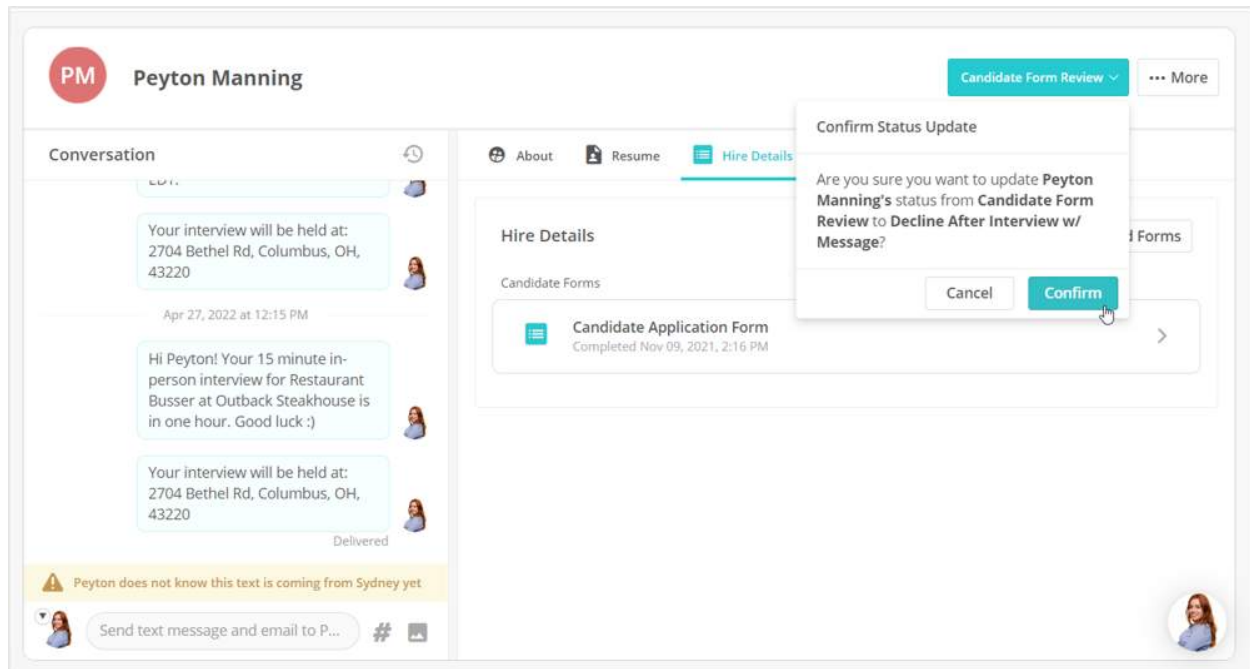 PM
Peyton Manning
Candidate Form Review
More
Conversation
About
Resume
Hire Details
Confirm Status Update
Are you sure you want to update Peyton
Manning's status from Candidate Form
Review to Decline After Interview w/
Message?
Cancel
Confirm
Your interview will be held at:
2704 Bethel Rd, Columbus, OH,
43220
Apr 27, 2022 at 12:15 PM
Hi Peyton! Your 15 minute in-
person interview for Restaurant
Busser at Outback Steakhouse is
in one hour. Good luck :)
Your interview will be held at:
2704 Bethel Rd, Columbus, OH,
43220
Delivered
Peyton does not know this text is coming from Sydney yet
Send text message and email to P...
#
Hire Details
Forms
Candidate Forms
Candidate Application Form
Completed Nov 09, 2021, 2:16 PM